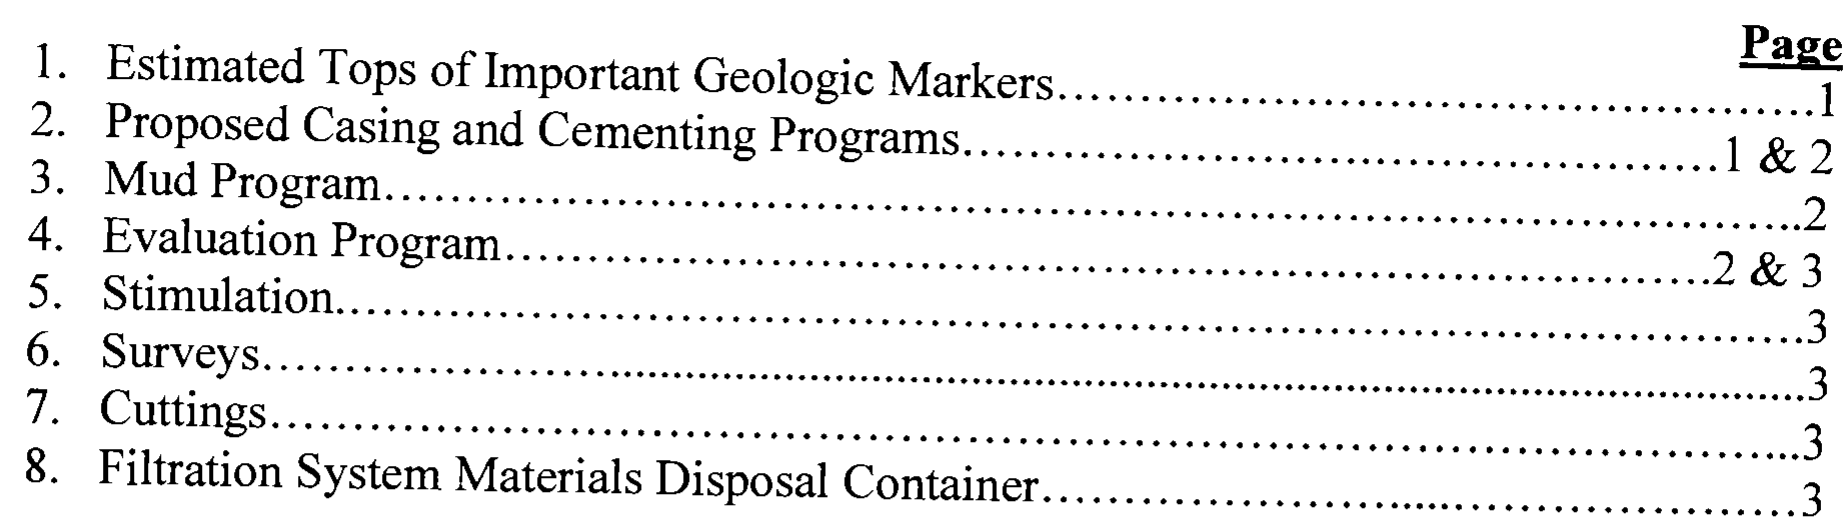 Page
1. Estimated Tops of Important Geologic Markers.................................................1
2. Proposed Casing and Cementing Programs.................................................1 & 2
3. Mud Program.................................................2
4. Evaluation Program.................................................2 & 3
5. Stimulation.................................................3
6. Surveys.................................................3
7. Cuttings.................................................3
8. Filtration System Materials Disposal Container.................................................3